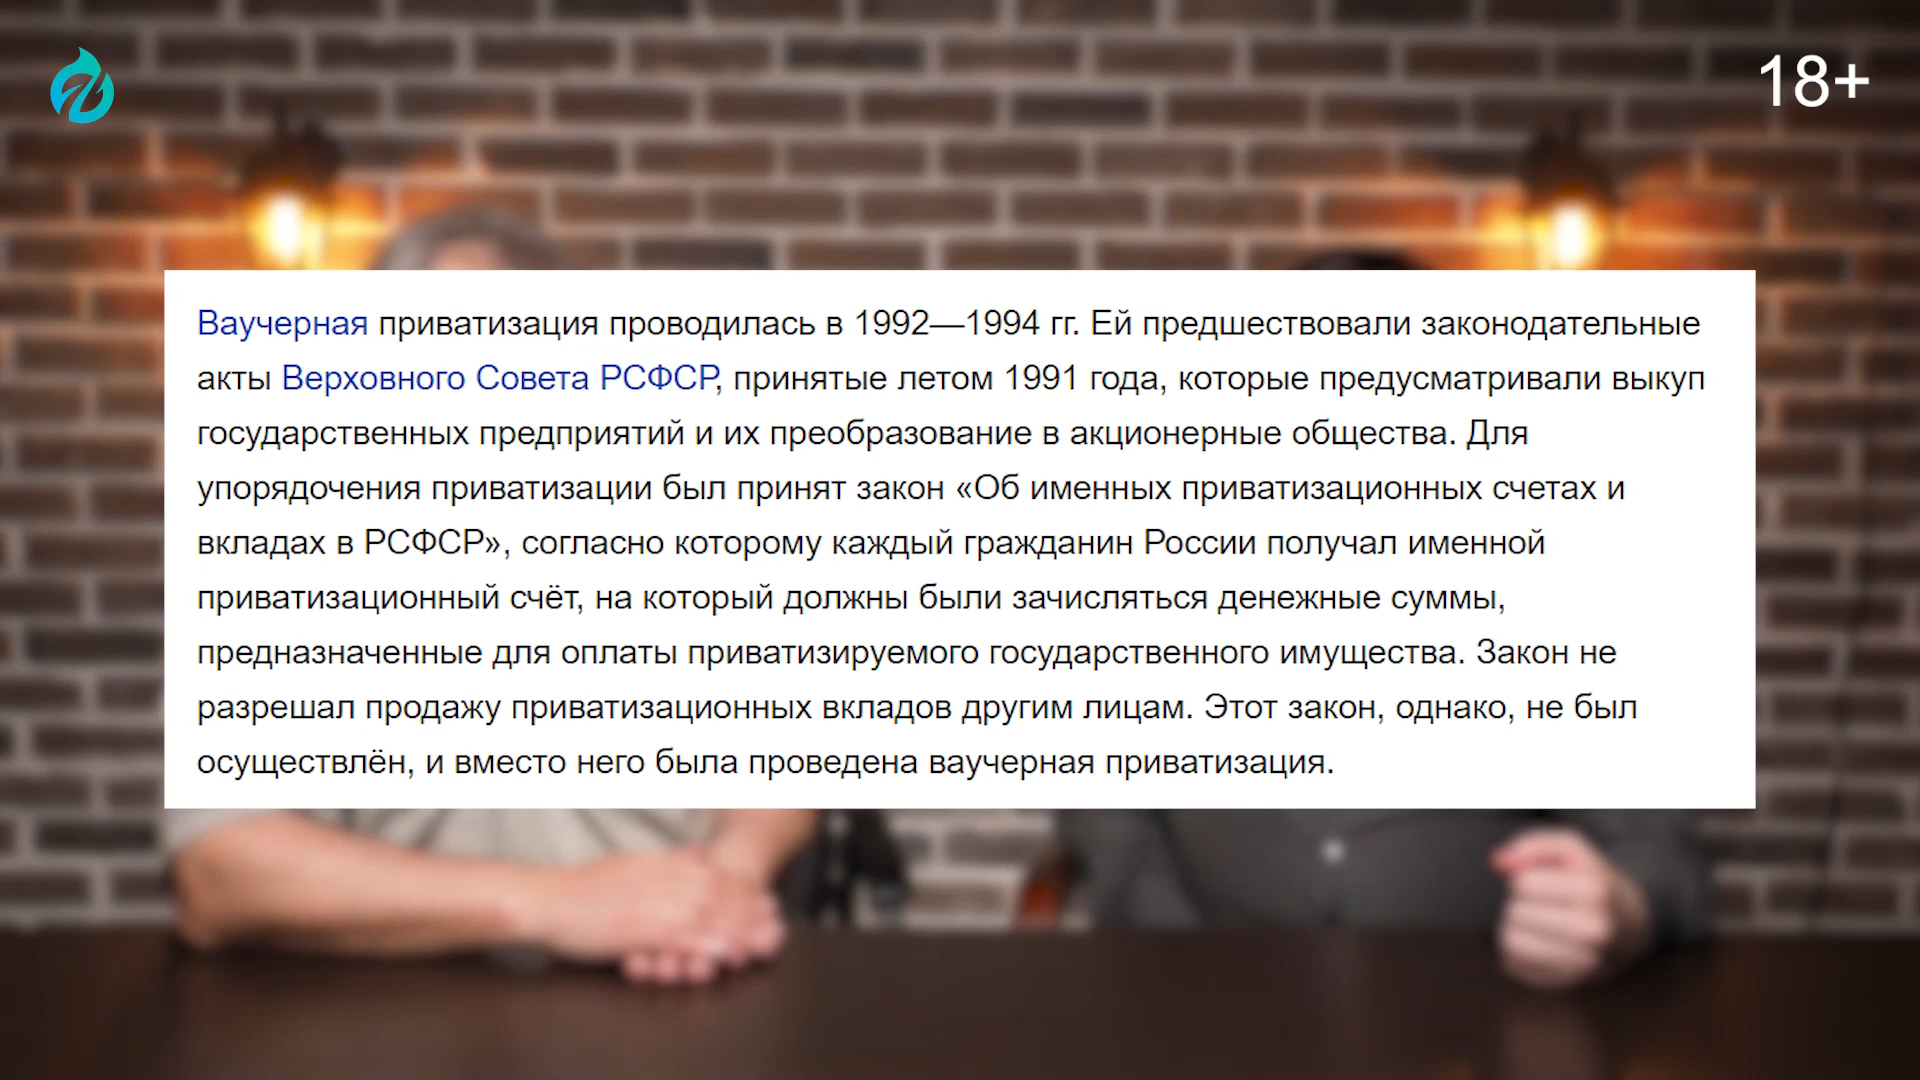 18+
Ваучерная приватизация проводилась в 1992—1994 гг. Ей предшествовали законодательные
акты Верховного Совета РСФСР, принятые летом 1991 года, которые предусматривали выкуп
государственных предприятий и их преобразование в акционерные общества. Для
упорядочения приватизации был принят закон «Об именных приватизационных счетах и
вкладах в РСФСР», согласно которому каждый гражданин России получал именной
приватизационный счёт, на который должны были зачисляться денежные суммы,
предназначенные для оплаты приватизируемого государственного имущества. Закон не
разрешал продажу приватизационных вкладов другим лицам. Этот закон, однако, не был
осуществлён, и вместо него была проведена ваучерная приватизация.